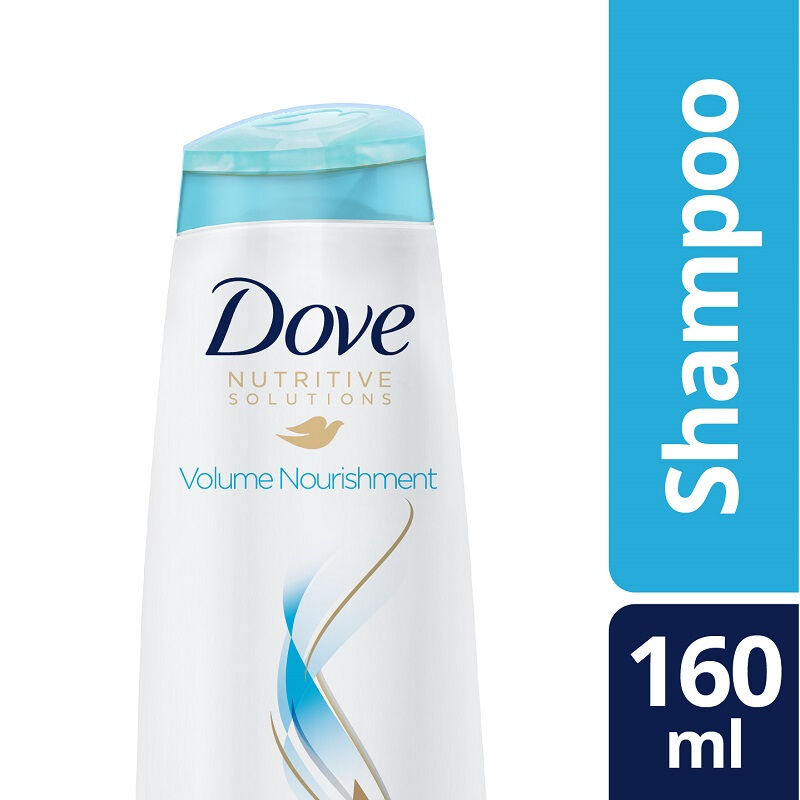 Dove
NUTRITIVE
SOLUTIONS
Volume Nourishment
Shampoo
160
ml